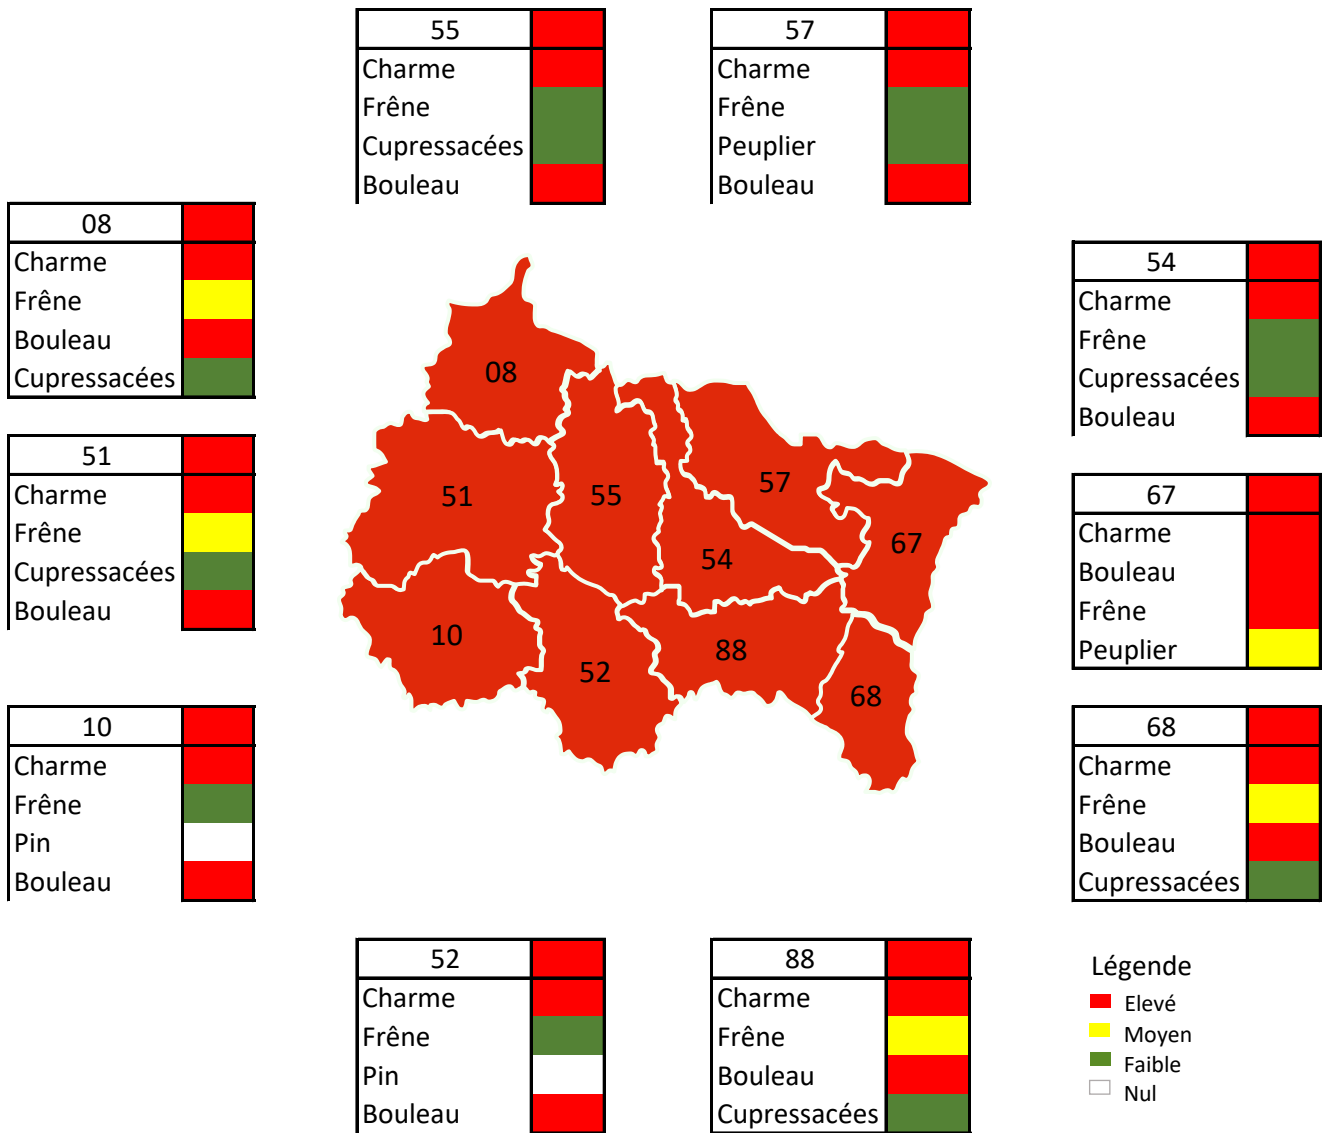 55
Charme
Frêne
Cupressacées
Bouleau
57
Charme
Frêne
Peuplier
Bouleau
08
Charme
Frêne
Bouleau
Cupressacées
54
Charme
Frêne
Cupressacées
Bouleau
51
Charme
Frêne
Cupressacées
Bouleau
67
Charme
Bouleau
Frêne
Peuplier
10
Charme
Frêne
Pin
Bouleau
68
Charme
Frêne
Bouleau
Cupressacées
08
51
55
57
54
67
10
52
88
68
52
Charme
Frêne
Pin
Bouleau
88
Charme
Frêne
Bouleau
Cupressacées
Légende
Elevé
Moyen
Faible
Nul